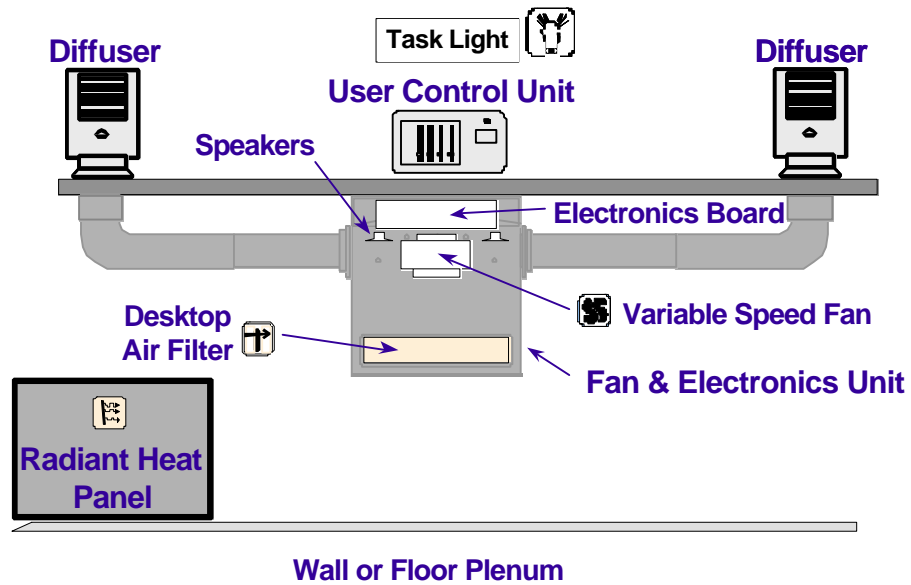 Task Light
Diffuser
Diffuser
User Control Unit
Speakers
Electronics Board
Variable Speed Fan
Desktop
Air Filter
Fan & Electronics Unit
Radiant Heat
Panel
Wall or Floor Plenum